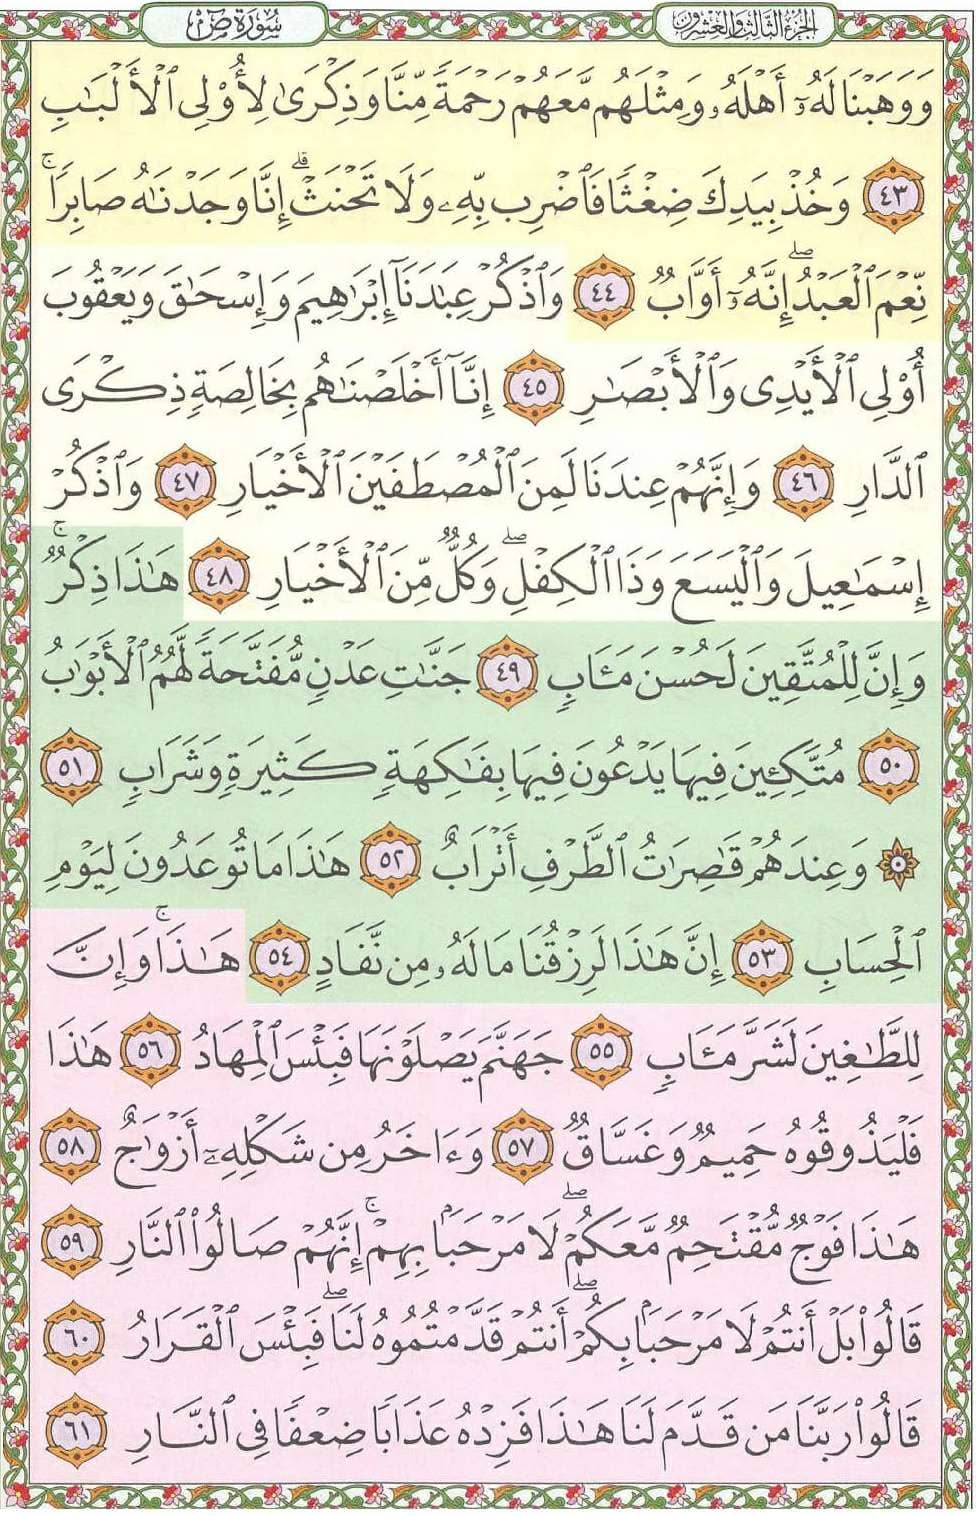 الجزء الثالث والعشرون
سورة ص
وَوَهَبْنَا لَهُۥٓ أَهْلَهُۥ وَمِثْلَهُم مَّعَهُمْ رَحْمَةً مِّنَّا وَذِكْرَىٰ لِأُو۟لِى ٱلْأَلْبَـٰبِ
٤٣ وَخُذْ بِيَدِكَ ضِغْثًا فَٱضْرِب بِّهِۦ وَلَا تَحْنَثْ ۗ إِنَّا وَجَدْنَـٰهُ صَابِرًا ۚ
نِّعْمَ ٱلْعَبْدُ ۖ إِنَّهُۥٓ أَوَّابٌ ٤٤ وَٱذْكُرْ عِبَـٰدَنَآ إِبْرَٰهِيمَ وَإِسْحَـٰقَ وَيَعْقُوبَ
أُو۟لِى ٱلْأَيْدِى وَٱلْأَبْصَـٰرِ ٤٥ إِنَّآ أَخْلَصْنَـٰهُم بِخَالِصَةٍ ذِكْرَى
ٱلدَّارِ ٤٦ وَإِنَّهُمْ عِندَنَا لَمِنَ ٱلْمُصْطَفَيْنَ ٱلْأَخْيَارِ ٤٧ وَٱذْكُرْ
إِسْمَـٰعِيلَ وَٱلْيَسَعَ وَذَا ٱلْكِفْلِ ۖ وَكُلٌّ مِّنَ ٱلْأَخْيَارِ ٤٨ هَـٰذَا ذِكْرٌ ۚ
وَإِنَّ لِلْمُتَّقِينَ لَحُسْنَ مَـَٔابٍ ٤٩ جَنَّـٰتِ عَدْنٍ مُّفَتَّحَةً لَّهُمُ ٱلْأَبْوَٰبُ
٥٠ مُتَّكِـِٔينَ فِيهَا يَدْعُونَ فِيهَا بِفَـٰكِهَةٍ كَثِيرَةٍ وَشَرَابٍ ٥١
۞ وَعِندَهُمْ قَـٰصِرَٰتُ ٱلطَّرْفِ أَتْرَابٌ ٥٢ هَـٰذَا مَا تُوعَدُونَ لِيَوْمِ
ٱلْحِسَابِ ٥٣ إِنَّ هَـٰذَا لَرِزْقُنَا مَا لَهُۥ مِن نَّفَادٍ ٥٤ هَـٰذَا ۚ وَإِنَّ
لِلطَّـٰغِينَ لَشَرَّ مَـَٔابٍ ٥٥ جَهَنَّمَ يَصْلَوْنَهَا فَبِئْسَ ٱلْمِهَادُ ٥٦ هَـٰذَا
فَلْيَذُوقُوهُ حَمِيمٌ وَغَسَّاقٌ ٥٧ وَءَاخَرُ مِن شَكْلِهِۦٓ أَزْوَٰجٌ ٥٨
هَـٰذَا فَوْجٌ مُّقْتَحِمٌ مَّعَكُمْ ۖ لَا مَرْحَبًۢا بِهِمْ ۚ إِنَّهُمْ صَالُوا۟ ٱلنَّارِ ٥٩
قَالُوا۟ بَلْ أَنتُمْ لَا مَرْحَبًۢا بِكُمْ ۖ أَنتُمْ قَدَّمْتُمُوهُ لَنَا ۖ فَبِئْسَ ٱلْقَرَارُ ٦٠
قَالُوا۟ رَبَّنَا مَن قَدَّمَ لَنَا هَـٰذَا فَزِدْهُ عَذَابًا ضِعْفًا فِى ٱلنَّارِ ٦١